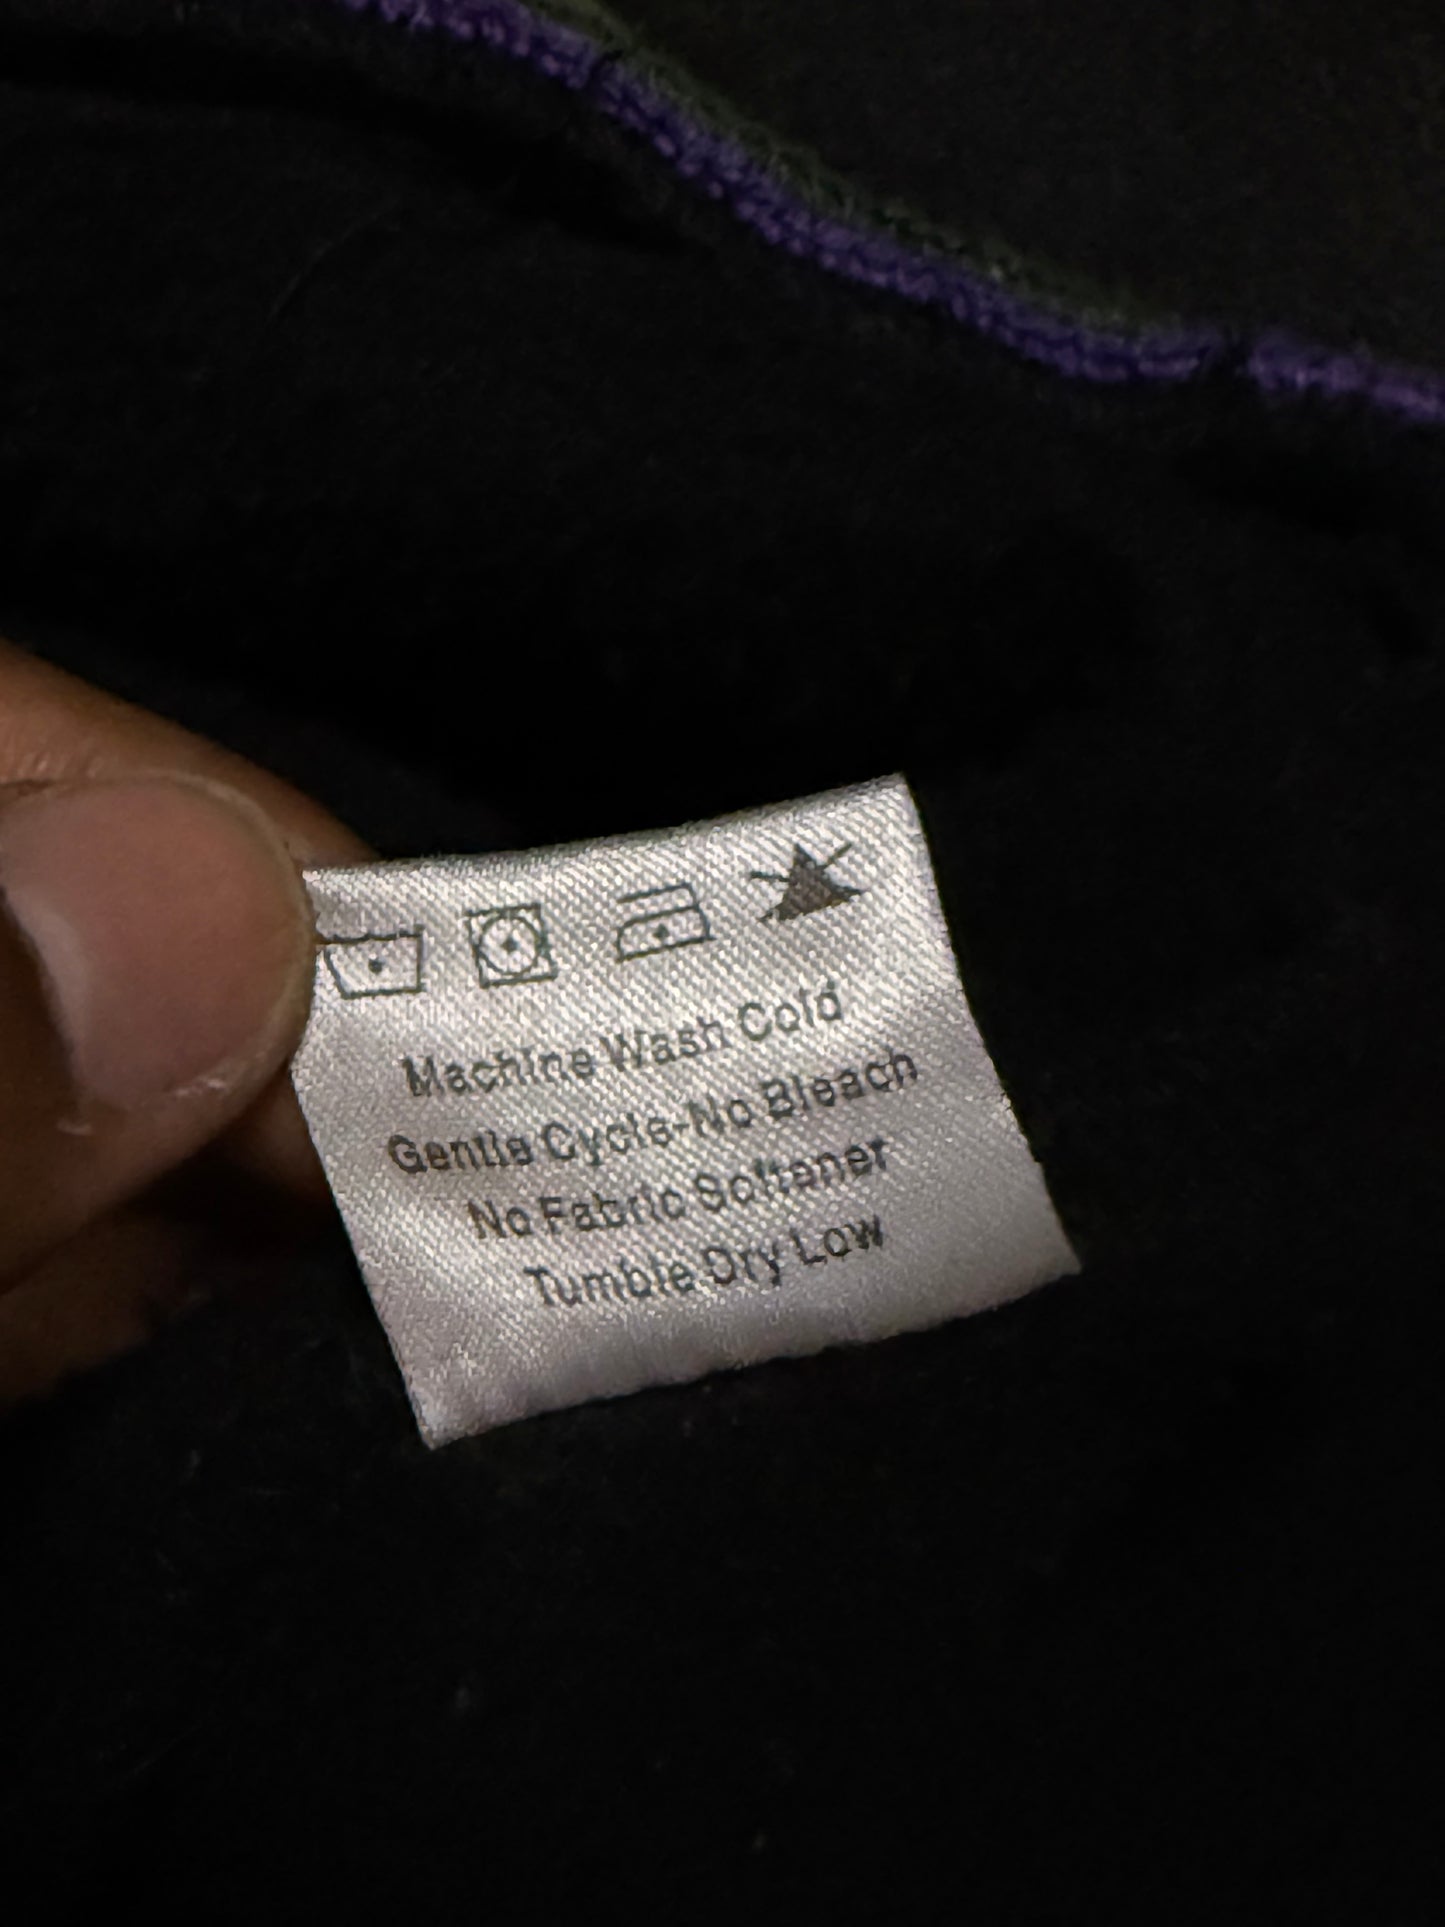 Machine Wash Cold
Gentle Cycle-No Bleach
No Fabric Softener
Tumble Dry Low